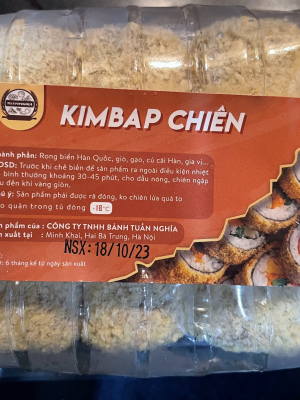 KIMBAP CHIÊN
hành phần: Rong biển Hàn Quốc, giò, gạo, củ cải Hàn, gia vị...
DSD: Trước khi chế biến để sản phẩm ra ngoài điều kiện nhiệt
bình thường khoảng 30-45 phút, cho dầu nóng, chiên ngập
u đến khi vàng giòn.
ú ý: Sản phẩm phải được rã đông, ko chiên lửa quá to
o quản trong tủ đông -18°C
n phẩm của : CÔNG TY TNHH BÁNH TUẤN NGHĨA
n xuất tại : Minh Khai, Hai Bà Trưng, Hà Nội
NSX: 18/10/23
: 6 tháng kể từ ngày sản xuất